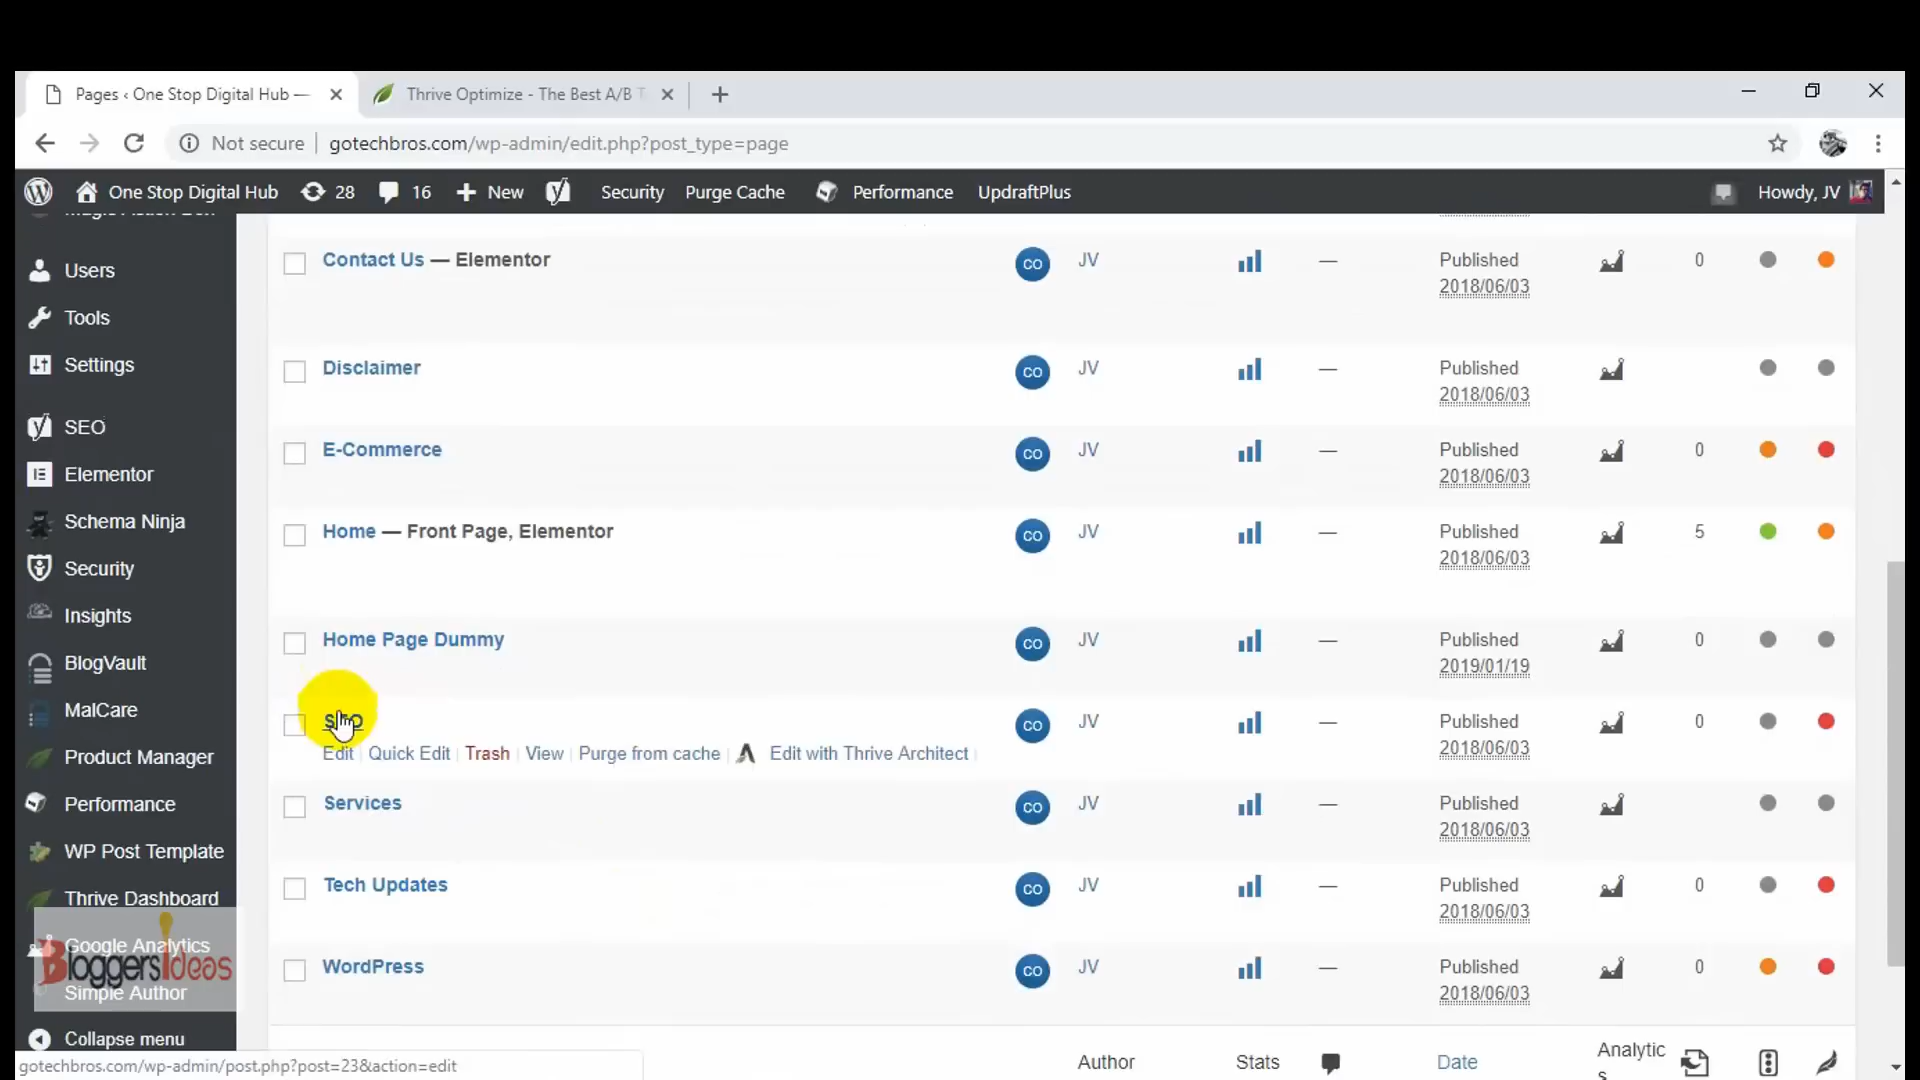 Pages ‹ One Stop Digital Hub —
Thrive Optimize - The Best A/B T
Not secure
gotechbros.com/wp-admin/edit.php?post_type=page
One Stop Digital Hub
28
16
New
Security
Purge Cache
Performance
UpdraftPlus
Howdy, JV
Users
Tools
Settings
SEO
Elementor
Schema Ninja
Security
Insights
BlogVault
MalCare
Product Manager
Performance
WP Post Template
Thrive Dashboard
Google Analytics
BloggersIdeas
Simple Author
Collapse menu
Contact Us — Elementor CO JV — Published 0
2018/06/03
Disclaimer CO JV — Published
2018/06/03
E-Commerce CO JV — Published 0
2018/06/03
Home — Front Page, Elementor CO JV — Published 5
2018/06/03
Home Page Dummy CO JV — Published 0
2019/01/19
SEO CO JV — Published 0
2018/06/03
Edit | Quick Edit | Trash | View | Purge from cache Edit with Thrive Architect |
Services CO JV — Published
2018/06/03
Tech Updates CO JV — Published 0
2018/06/03
WordPress CO JV — Published 0
2018/06/03
Author Stats Date Analytic
s
gotechbros.com/wp-admin/post.php?post=23&action=edit